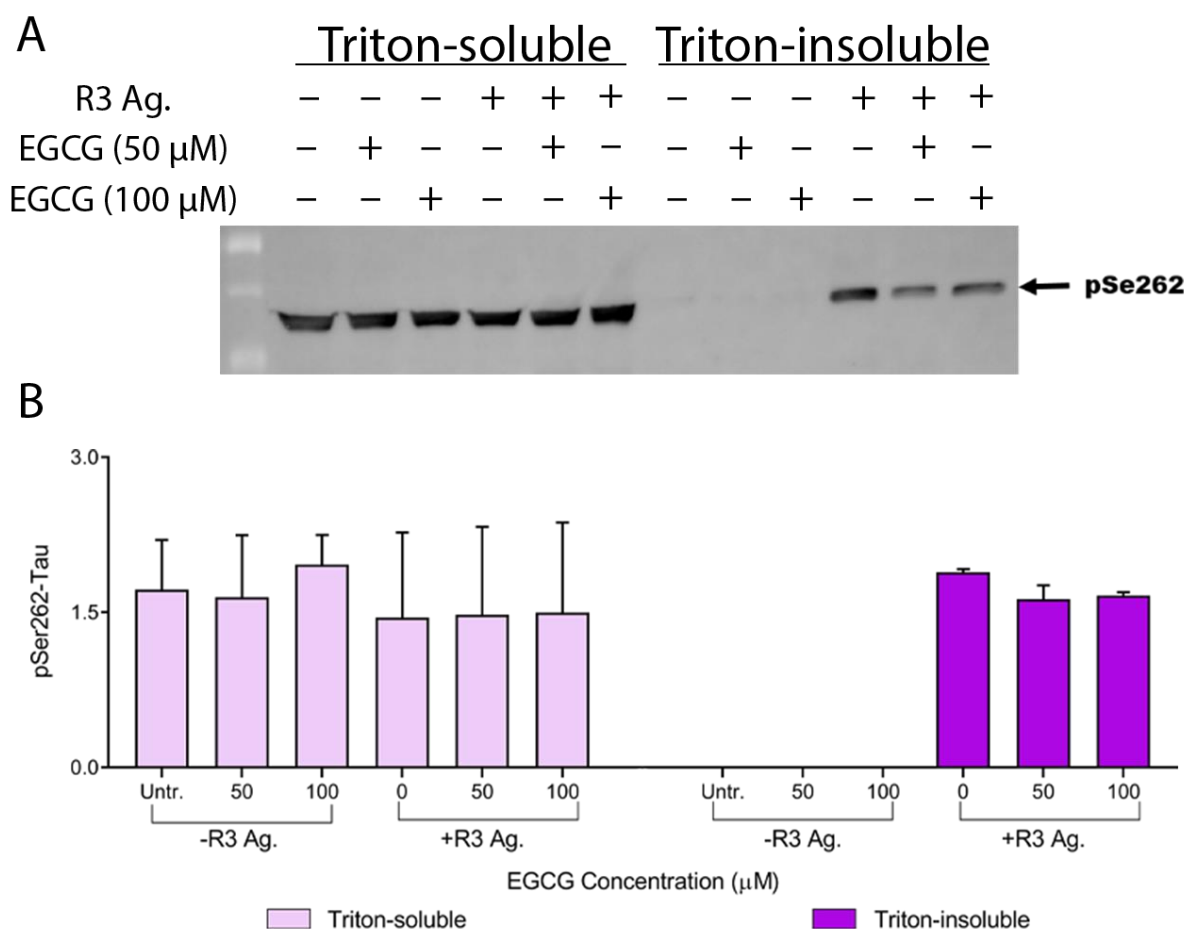 A
Triton-soluble Triton-insoluble
R3 Ag. − − − + + + − − − + + +
EGCG (50 µM) − + − − + − − + − − + −
EGCG (100 µM) − − + − − + − − + − − +
pSe262
B
3.0
1.5
0.0
pSer262-Tau
Untr. 50 100 0 50 100 Untr. 50 100 0 50 100
-R3 Ag. +R3 Ag. -R3 Ag. +R3 Ag.
EGCG Concentration (µM)
Triton-soluble Triton-insoluble